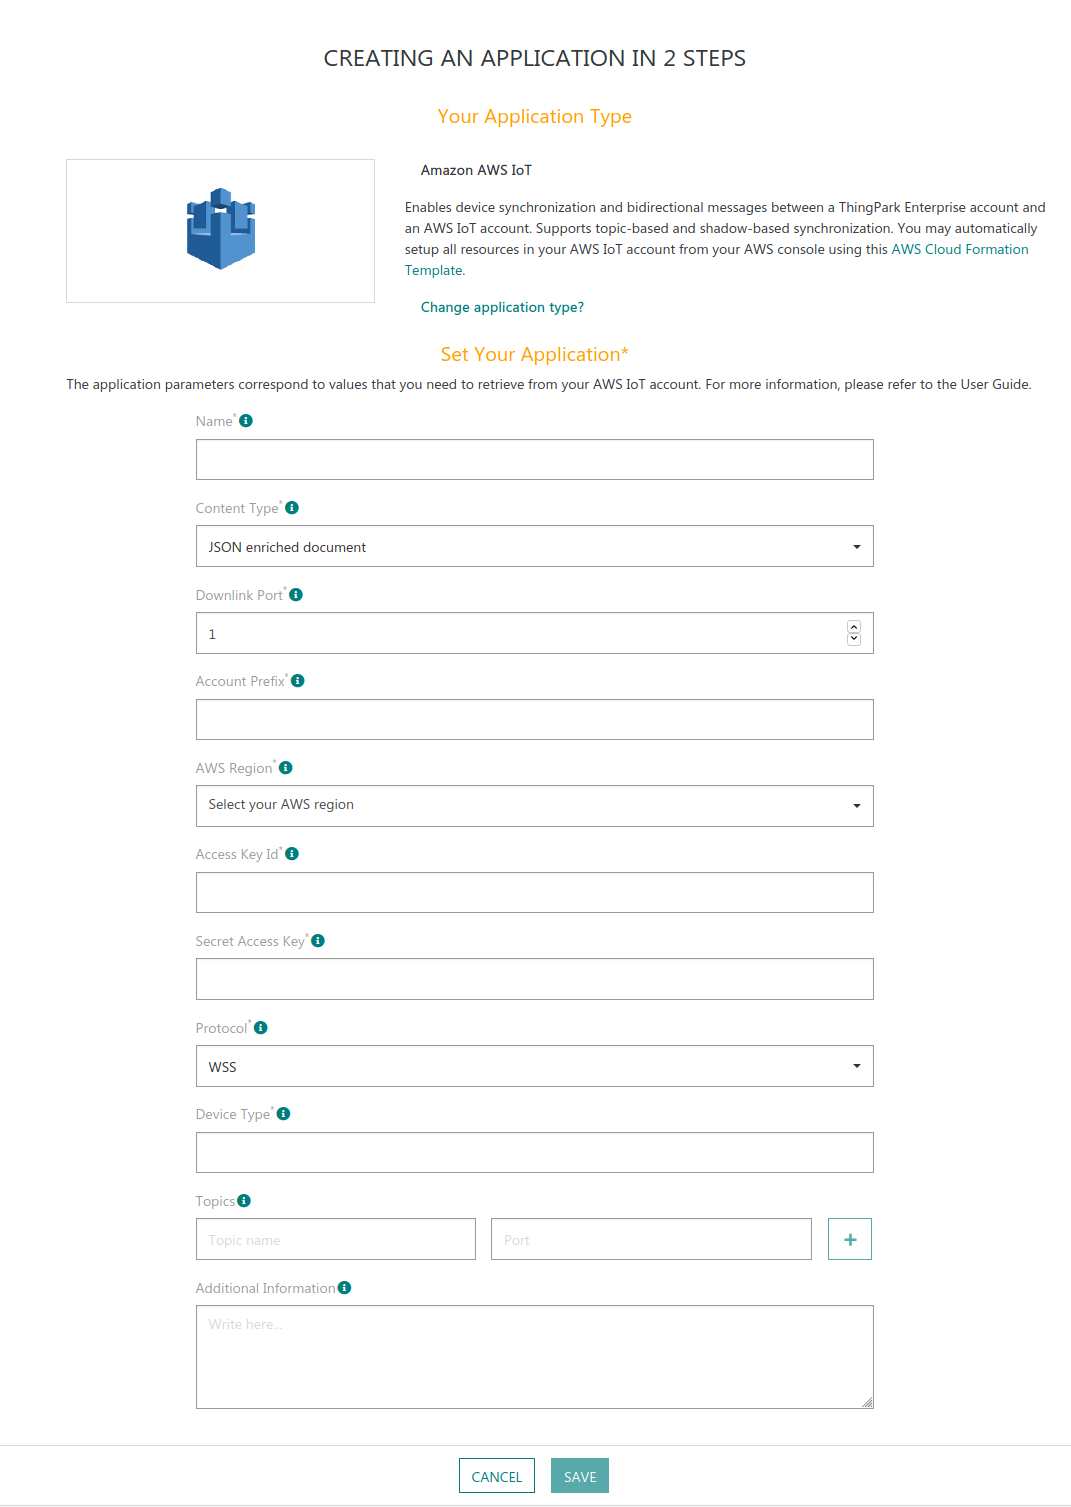 CREATING AN APPLICATION IN 2 STEPS
Your Application Type
Amazon AWS IoT
Enables device synchronization and bidirectional messages between a ThingPark Enterprise account and
an AWS IoT account. Supports topic-based and shadow-based synchronization. You may automatically
setup all resources in your AWS IoT account from your AWS console using this AWS Cloud Formation
Template.
Change application type?
Set Your Application*
The application parameters correspond to values that you need to retrieve from your AWS IoT account. For more information, please refer to the User Guide.
Name*
Content Type*
JSON enriched document
Downlink Port*
1
Account Prefix*
AWS Region*
Select your AWS region
Access Key Id*
Secret Access Key*
Protocol*
WSS
Device Type*
Topics
Topic name Port +
Additional Information
Write here...
CANCEL SAVE